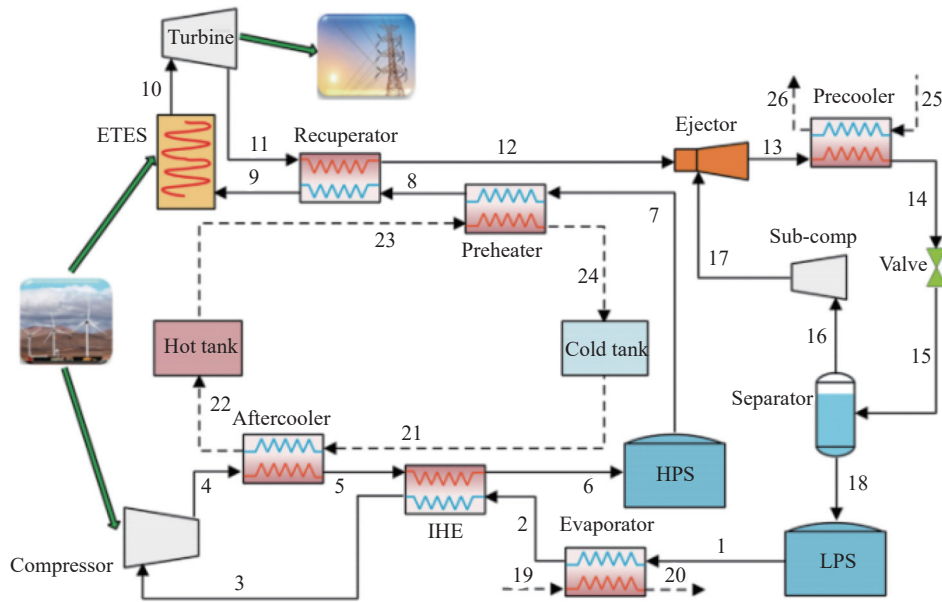 Turbine
10
26
25
Precooler
ETES
Recuperator
Ejector
11
12
13
9
8
7
14
23
Preheater
Sub-comp
17
Valve
24
Hot tank
Cold tank
16
15
22
Aftercooler
21
Separator
4
5
6
HPS
18
IHE
2
Evaporator
1
Compressor
3
19
20
LPS